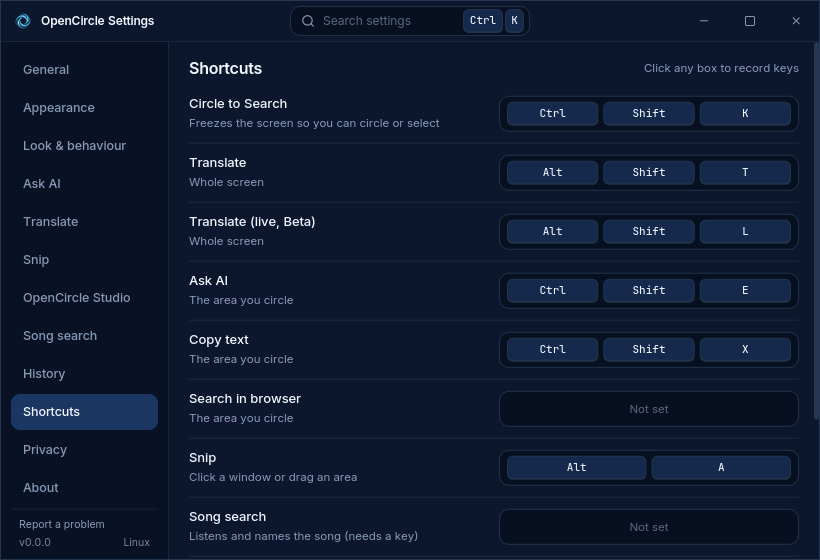 OpenCircle Settings
Search settings
Ctrl K
General
Appearance
Look & behaviour
Ask AI
Translate
Snip
OpenCircle Studio
Song search
History
Shortcuts
Privacy
About
Report a problem
v0.0.0 Linux
Shortcuts
Click any box to record keys
Circle to Search
Freezes the screen so you can circle or select
Ctrl Shift K
Translate
Whole screen
Alt Shift T
Translate (live, Beta)
Whole screen
Alt Shift L
Ask AI
The area you circle
Ctrl Shift E
Copy text
The area you circle
Ctrl Shift X
Search in browser
The area you circle
Not set
Snip
Click a window or drag an area
Alt A
Song search
Listens and names the song (needs a key)
Not set